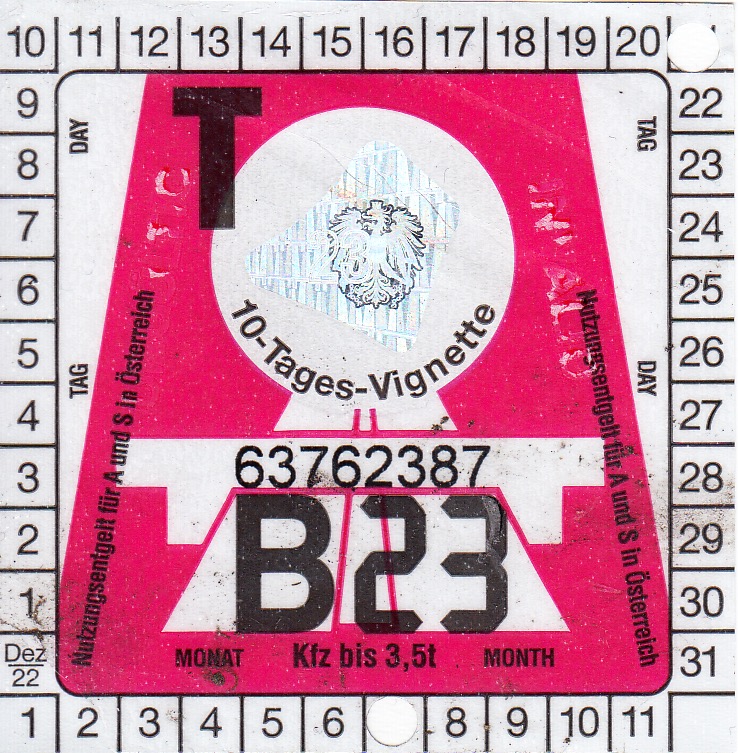 10 11 12 13 14 15 16 17 18 19 20
9
8
7
6
5
4
3
2
1
Dez
22
1 2 3 4 5 6 8 9 10 11
22
23
24
25
26
27
28
29
30
31
DAY
TAG
TAG
DAY
T
10-Tages-Vignette
Nutzungsentgelt für A und S in Österreich
Nutzungsentgelt für A und S in Österreich
63762387
B23
MONAT Kfz bis 3,5t MONTH